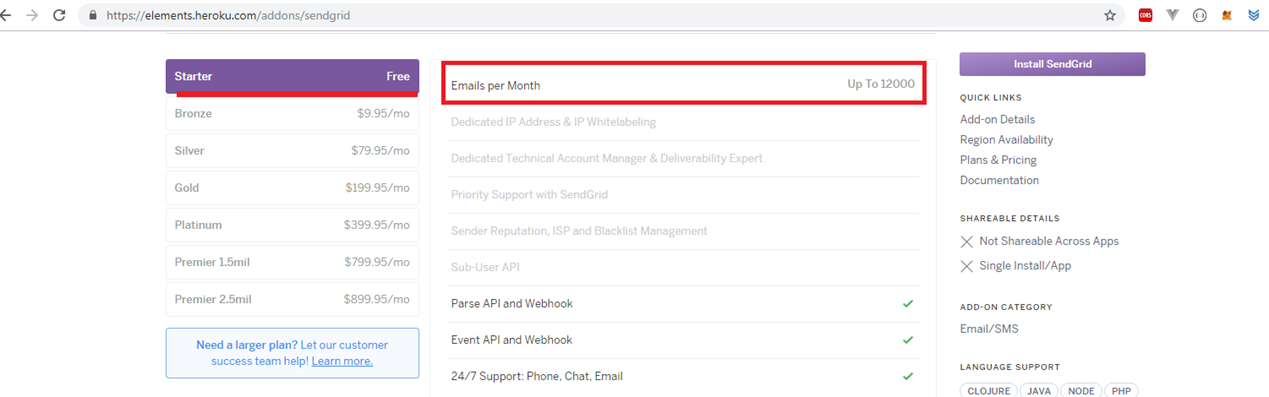 https://elements.heroku.com/addons/sendgrid
Starter Free
Bronze $9.95/mo
Silver $79.95/mo
Gold $199.95/mo
Platinum $399.95/mo
Premier 1.5mil $799.95/mo
Premier 2.5mil $899.95/mo
Need a larger plan? Let our customer
success team help! Learn more.
Emails per Month Up To 12000
Dedicated IP Address & IP Whitelabeling
Dedicated Technical Account Manager & Deliverability Expert
Priority Support with SendGrid
Sender Reputation, ISP and Blacklist Management
Sub-User API
Parse API and Webhook
Event API and Webhook
24/7 Support: Phone, Chat, Email
Install SendGrid
QUICK LINKS
Add-on Details
Region Availability
Plans & Pricing
Documentation
SHAREABLE DETAILS
Not Shareable Across Apps
Single Install/App
ADD-ON CATEGORY
Email/SMS
LANGUAGE SUPPORT
CLOJURE JAVA NODE PHP